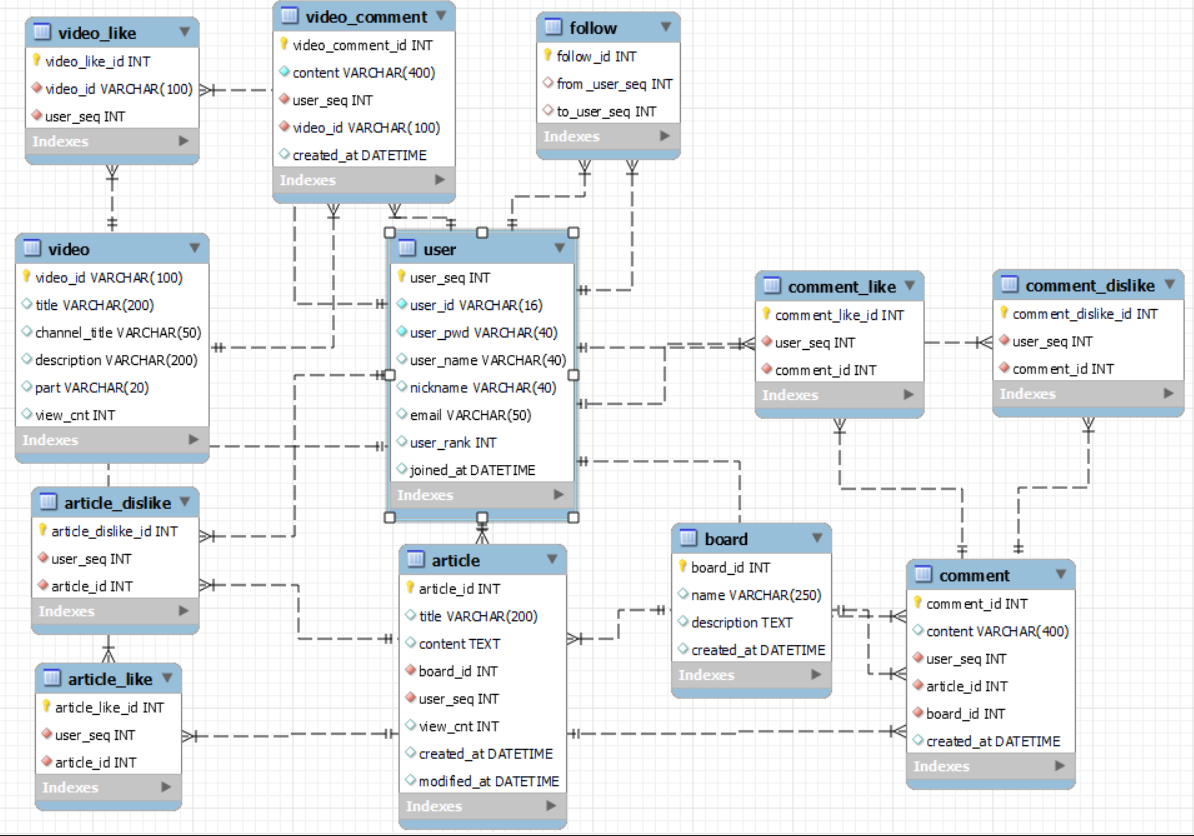 video_like
video_like_id INT
video_id VARCHAR(100)
user_seq INT
Indexes
video_comment
video_comment_id INT
content VARCHAR(400)
user_seq INT
video_id VARCHAR(100)
created_at DATETIME
Indexes
follow
follow_id INT
from_user_seq INT
to_user_seq INT
Indexes
video
video_id VARCHAR(100)
title VARCHAR(200)
channel_title VARCHAR(50)
description VARCHAR(200)
part VARCHAR(20)
view_cnt INT
Indexes
user
user_seq INT
user_id VARCHAR(16)
user_pwd VARCHAR(40)
user_name VARCHAR(40)
nickname VARCHAR(40)
email VARCHAR(50)
user_rank INT
joined_at DATETIME
Indexes
comment_like
comment_like_id INT
user_seq INT
comment_id INT
Indexes
comment_dislike
comment_dislike_id INT
user_seq INT
comment_id INT
Indexes
article_dislike
article_dislike_id INT
user_seq INT
article_id INT
Indexes
article
article_id INT
title VARCHAR(200)
content TEXT
board_id INT
user_seq INT
view_cnt INT
created_at DATETIME
modified_at DATETIME
Indexes
board
board_id INT
name VARCHAR(250)
description TEXT
created_at DATETIME
Indexes
comment
comment_id INT
content VARCHAR(400)
user_seq INT
article_id INT
board_id INT
created_at DATETIME
Indexes
article_like
article_like_id INT
user_seq INT
article_id INT
Indexes